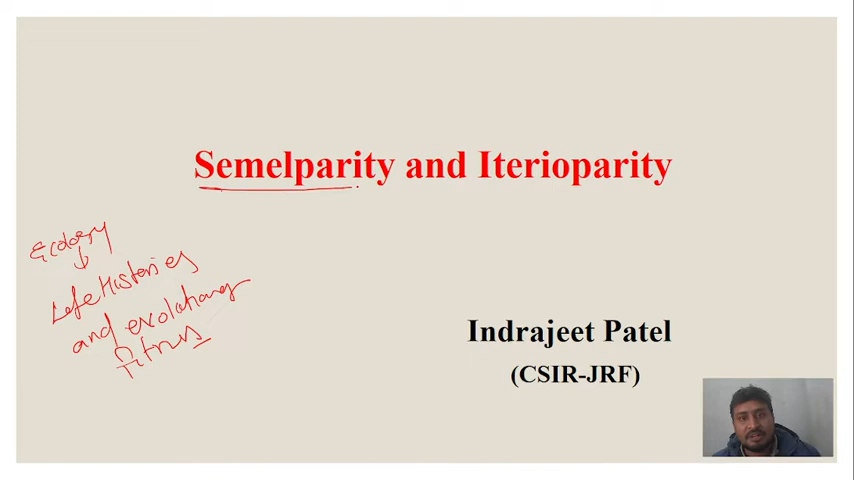 Semelparity and Iterioparity
Ecology
Life Histories
and evolutionary
fitness
Indrajeet Patel
(CSIR-JRF)